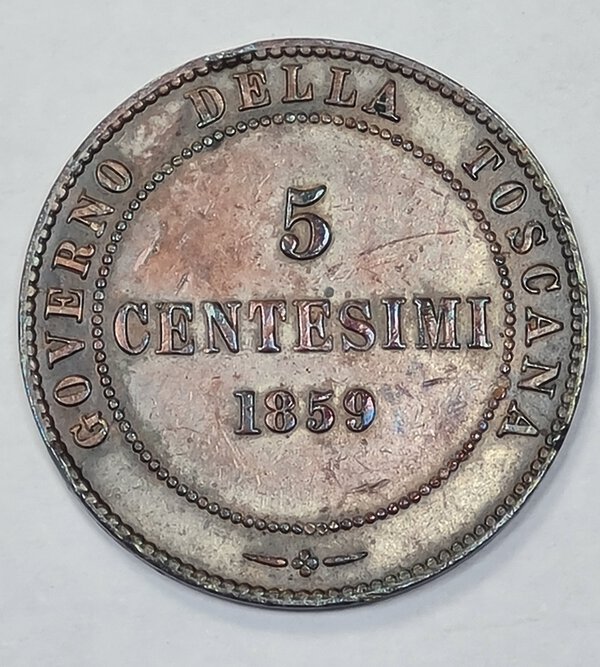 GOVERNO DELLA TOSCANA
5
CENTESIMI
1859